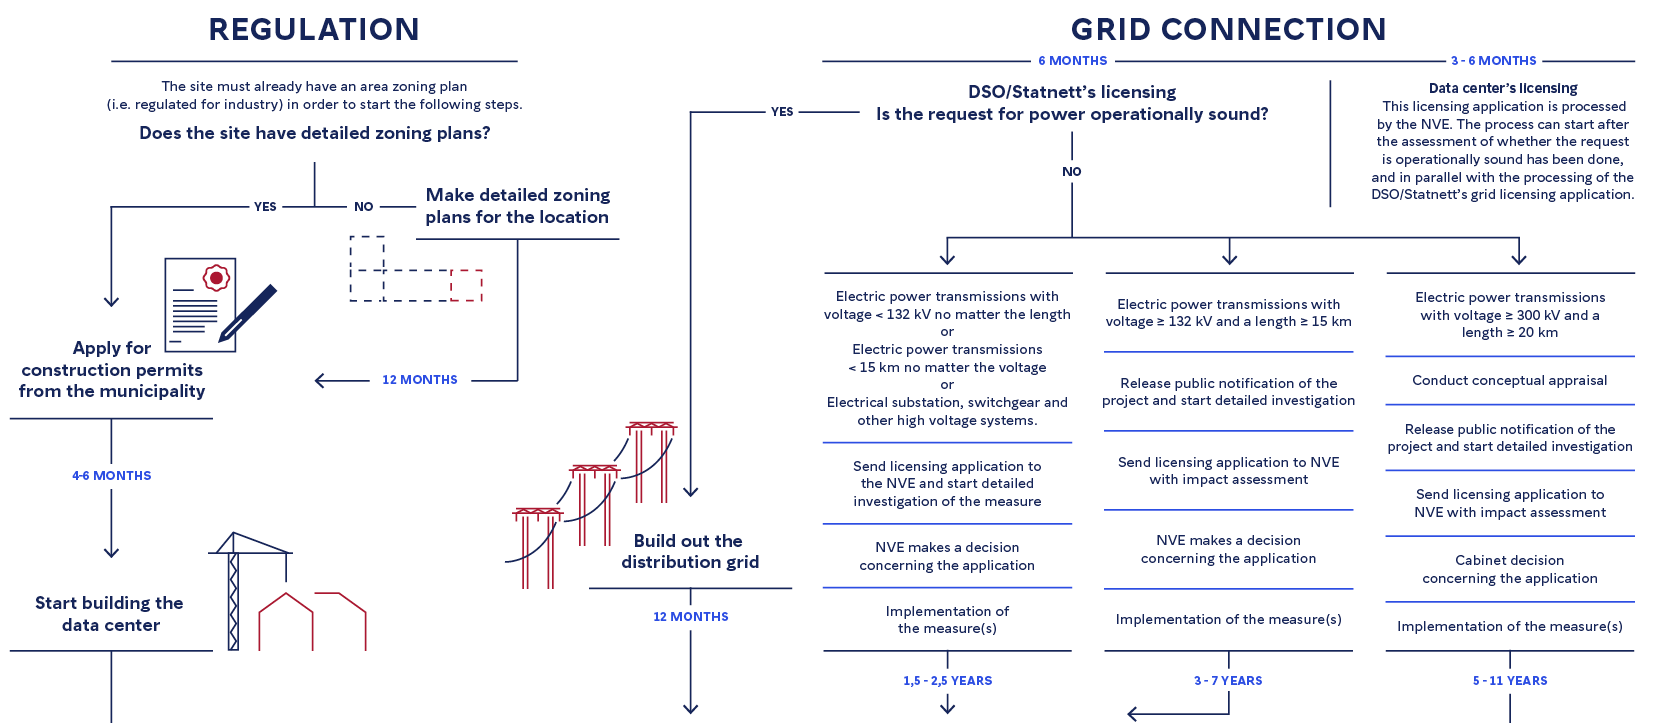 REGULATION
The site must already have an area zoning plan
(i.e. regulated for industry) in order to start the following steps.
Does the site have detailed zoning plans?
YES
NO
Make detailed zoning
plans for the location
Apply for
construction permits
from the municipality
12 MONTHS
4-6 MONTHS
Start building the
data center
GRID CONNECTION
6 MONTHS
3 - 6 MONTHS
DSO/Statnett's licensing
Is the request for power operationally sound?
YES
NO
Data center's licensing
This licensing application is processed
by the NVE. The process can start after
the assessment of whether the request
is operationally sound has been done,
and in parallel with the processing of the
DSO/Statnett's grid licensing application.
Build out the
distribution grid
12 MONTHS
Electric power transmissions with
voltage < 132 kV no matter the length
or
Electric power transmissions
< 15 km no matter the voltage
or
Electrical substation, switchgear and
other high voltage systems.
Send licensing application to
the NVE and start detailed
investigation of the measure
NVE makes a decision
concerning the application
Implementation of
the measure(s)
1,5 - 2,5 YEARS
Electric power transmissions with
voltage ≥ 132 kV and a length ≥ 15 km
Release public notification of the
project and start detailed investigation
Send licensing application to NVE
with impact assessment
NVE makes a decision
concerning the application
Implementation of the measure(s)
3 - 7 YEARS
Electric power transmissions
with voltage ≥ 300 kV and a
length ≥ 20 km
Conduct conceptual appraisal
Release public notification of the
project and start detailed investigation
Send licensing application to
NVE with impact assessment
Cabinet decision
concerning the application
Implementation of the measure(s)
5 - 11 YEARS